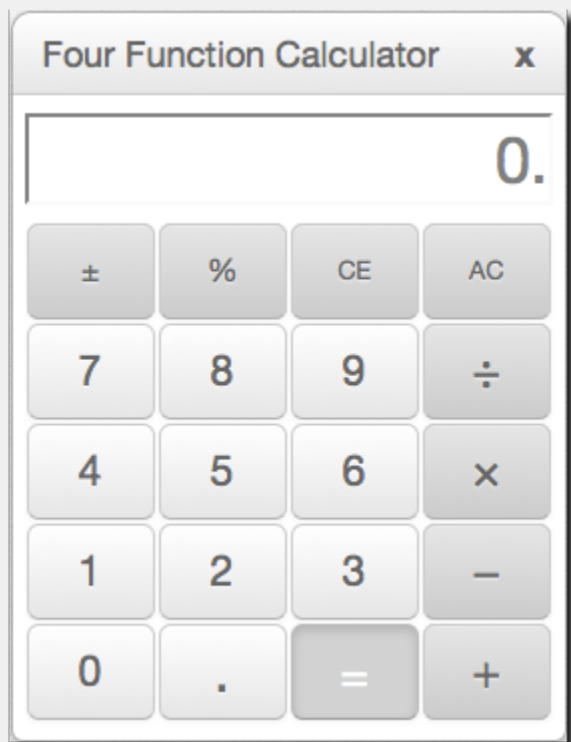 Four Function Calculator x
0.
± % CE AC
7 8 9 ÷
4 5 6 ×
1 2 3 –
0 . = +